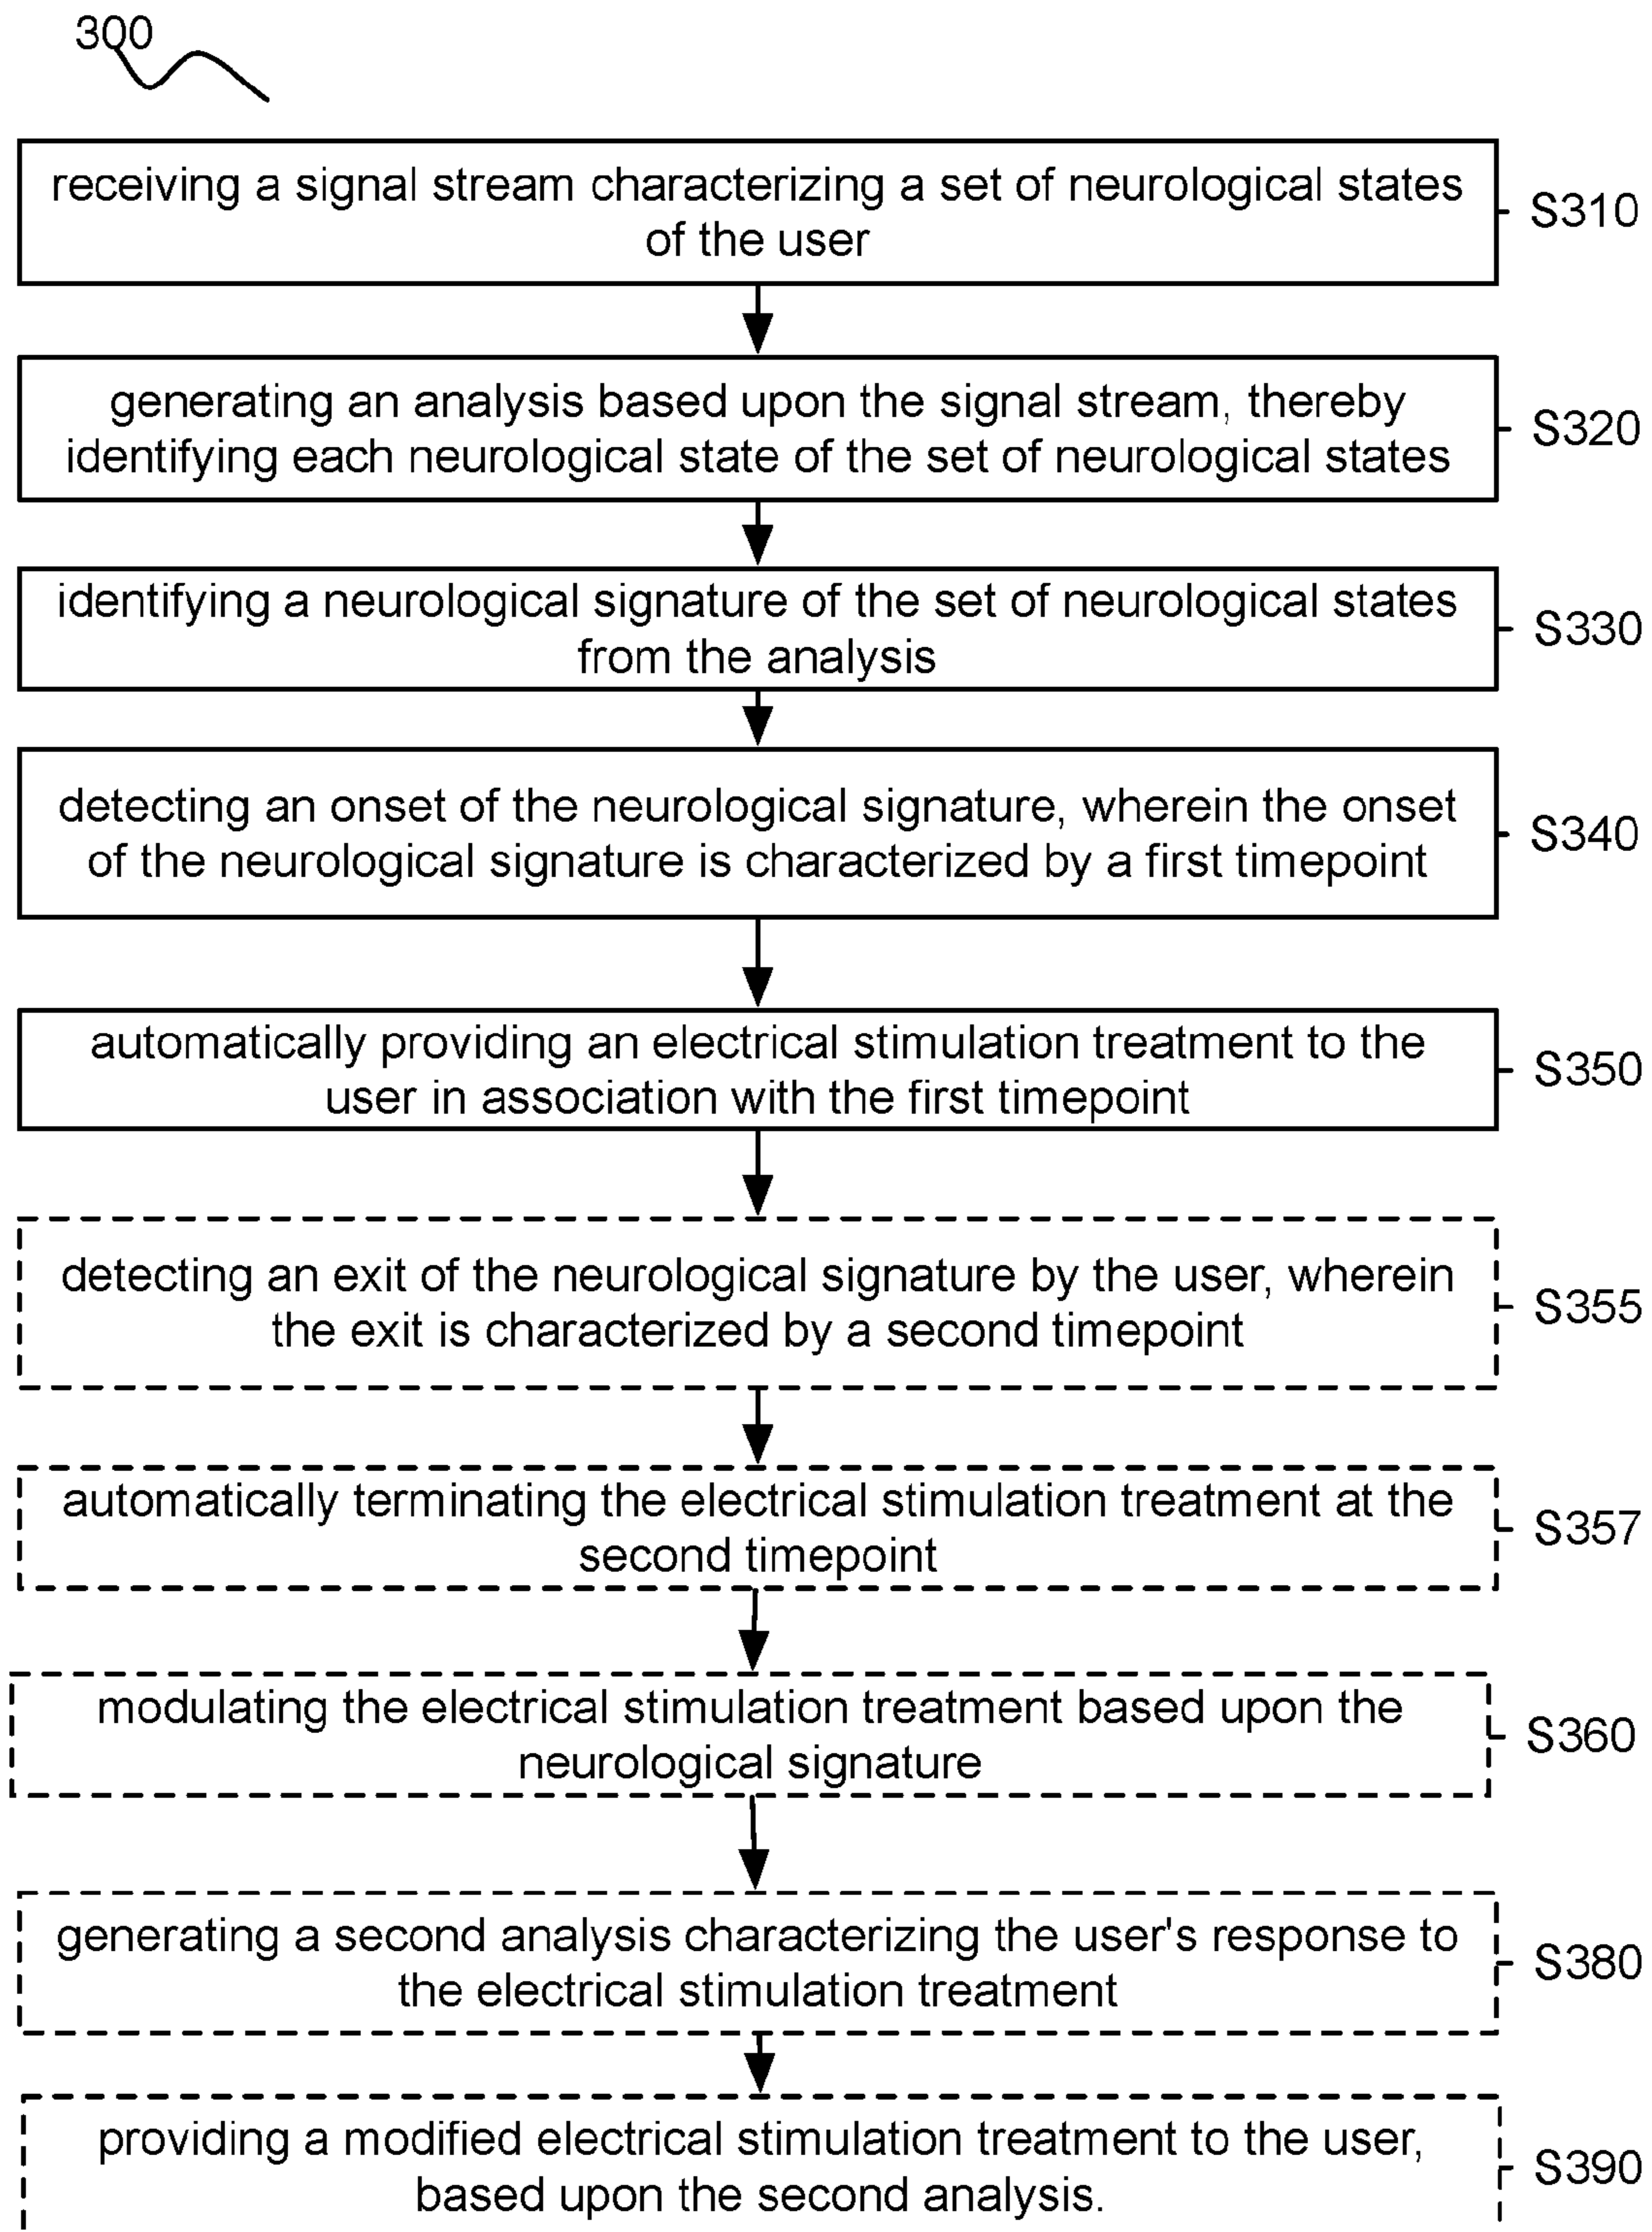 300
receiving a signal stream characterizing a set of neurological states
of the user
S310
generating an analysis based upon the signal stream, thereby
identifying each neurological state of the set of neurological states
S320
identifying a neurological signature of the set of neurological states
from the analysis
S330
detecting an onset of the neurological signature, wherein the onset
of the neurological signature is characterized by a first timepoint
S340
automatically providing an electrical stimulation treatment to the
user in association with the first timepoint
S350
detecting an exit of the neurological signature by the user, wherein
the exit is characterized by a second timepoint
S355
automatically terminating the electrical stimulation treatment at the
second timepoint
S357
modulating the electrical stimulation treatment based upon the
neurological signature
S360
generating a second analysis characterizing the user's response to
the electrical stimulation treatment
S380
providing a modified electrical stimulation treatment to the user,
based upon the second analysis.
S390